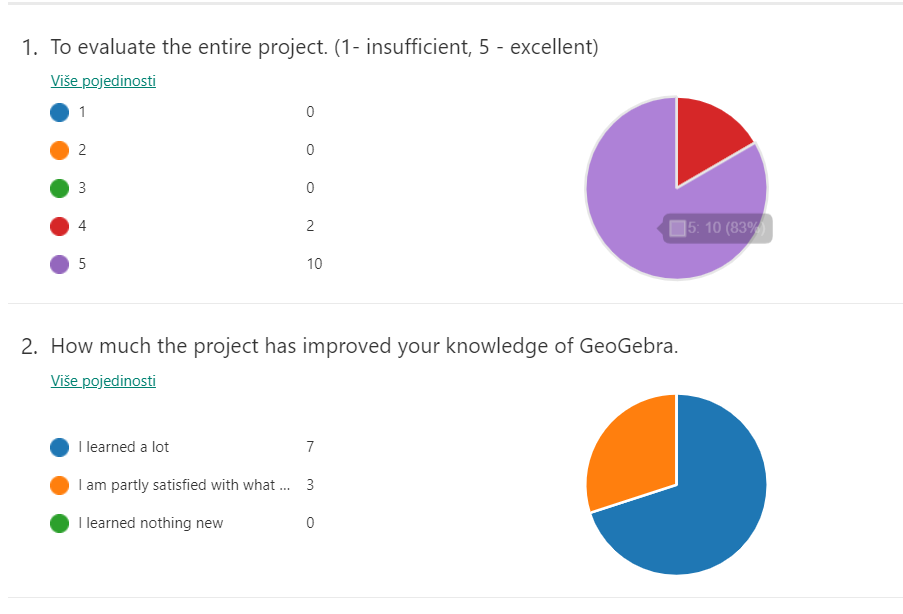 1. To evaluate the entire project. (1- insufficient, 5 - excellent)
Više pojedinosti
1 0
2 0
3 0
4 2
5 10
5: 10 (83%)
2. How much the project has improved your knowledge of GeoGebra.
Više pojedinosti
I learned a lot 7
I am partly satisfied with what ... 3
I learned nothing new 0